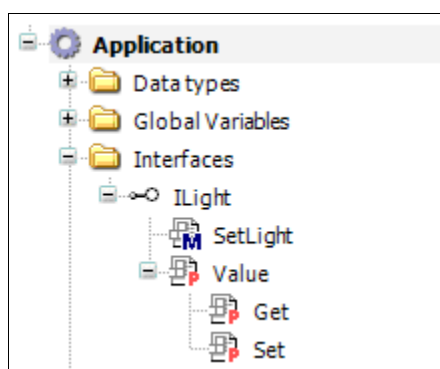 Application
Data types
Global Variables
Interfaces
ILight
SetLight
Value
Get
Set